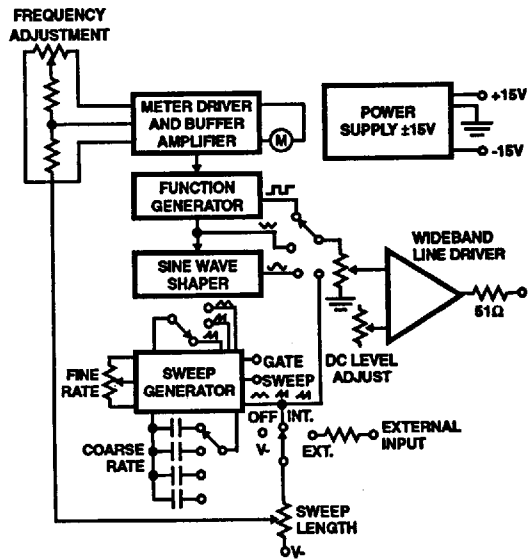 FREQUENCY
ADJUSTMENT
METER DRIVER
AND BUFFER
AMPLIFIER
M
POWER
SUPPLY ±15V
+15V
-15V
FUNCTION
GENERATOR
SINE WAVE
SHAPER
WIDEBAND
LINE DRIVER
51Ω
DC LEVEL
ADJUST
FINE
RATE
SWEEP
GENERATOR
GATE
SWEEP
OFF
INT.
V-
EXT.
EXTERNAL
INPUT
COARSE
RATE
SWEEP
LENGTH
V-